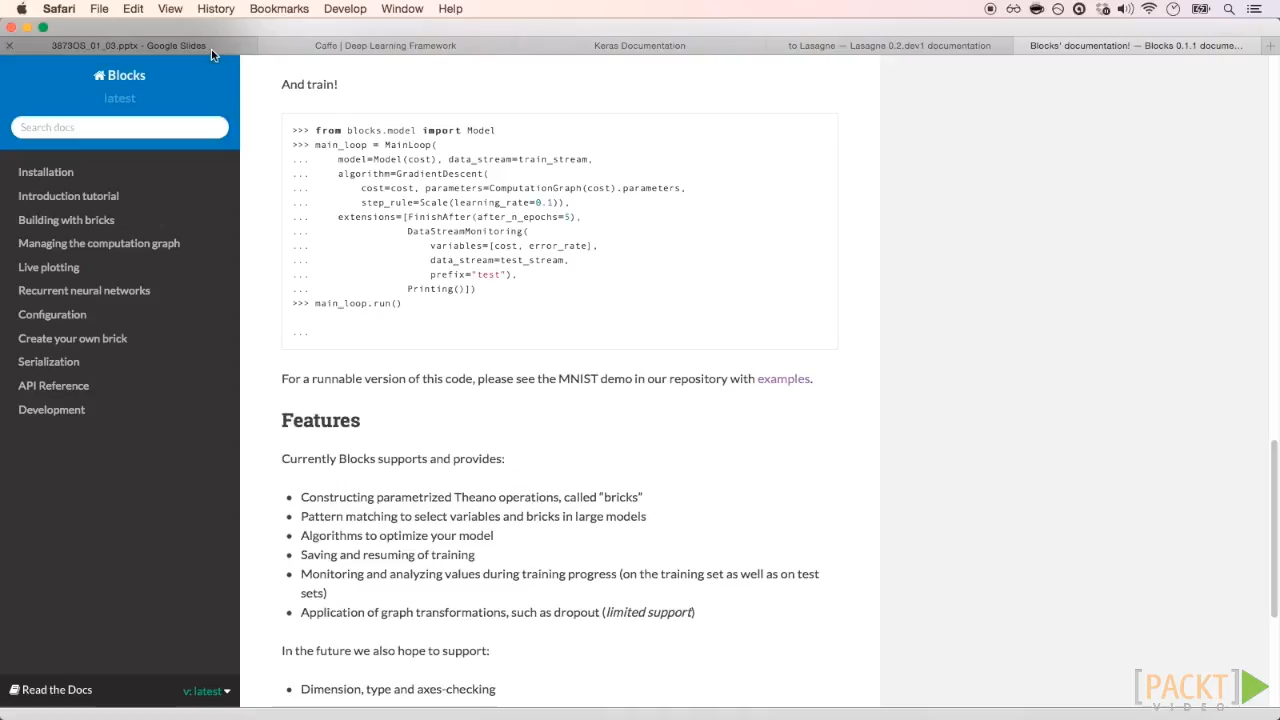 Safari File Edit View History Bookmarks Develop Window Help
3873OS_01_03.pptx - Google Slides
Caffe | Deep Learning Framework
Keras Documentation
to Lasagne — Lasagne 0.2.dev1 documentation
Blocks' documentation! — Blocks 0.1.1 docume...
Blocks
latest
Search docs
Installation
Introduction tutorial
Building with bricks
Managing the computation graph
Live plotting
Recurrent neural networks
Configuration
Create your own brick
Serialization
API Reference
Development
Read the Docs
v: latest
And train!
>>> from blocks.model import Model
>>> main_loop = MainLoop(
...     model=Model(cost), data_stream=train_stream,
...     algorithm=GradientDescent(
...         cost=cost, parameters=ComputationGraph(cost).parameters,
...         step_rule=Scale(learning_rate=0.1)),
...     extensions=[FinishAfter(after_n_epochs=5),
...                 DataStreamMonitoring(
...                     variables=[cost, error_rate],
...                     data_stream=test_stream,
...                     prefix="test"),
...                 Printing()])
>>> main_loop.run()
...
For a runnable version of this code, please see the MNIST demo in our repository with examples.
Features
Currently Blocks supports and provides:
• Constructing parametrized Theano operations, called “bricks”
• Pattern matching to select variables and bricks in large models
• Algorithms to optimize your model
• Saving and resuming of training
• Monitoring and analyzing values during training progress (on the training set as well as on test
sets)
• Application of graph transformations, such as dropout (limited support)
In the future we also hope to support:
• Dimension, type and axes-checking
[PACKT]
VIDEO